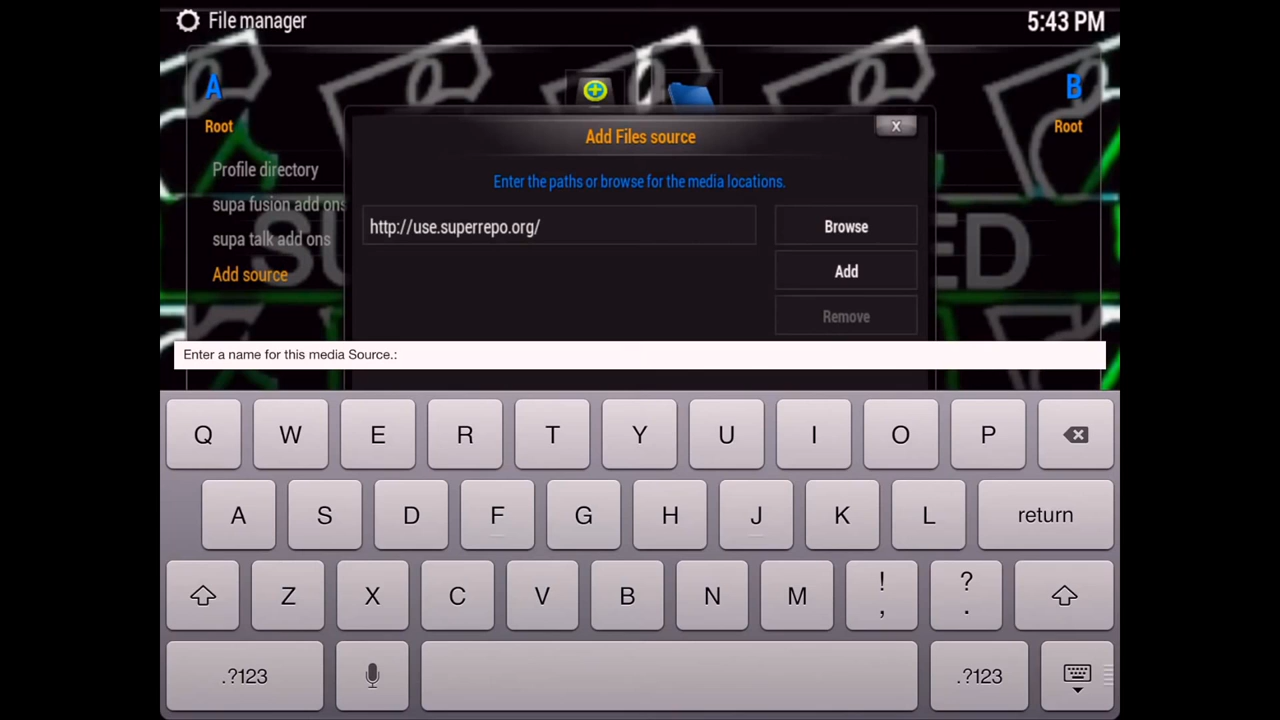 File manager
5:43 PM
A
B
Root
Root
Add Files source
X
Enter the paths or browse for the media locations.
Profile directory
supa fusion add ons
supa talk add ons
Add source
http://use.superrepo.org/
Browse
Add
Remove
Enter a name for this media Source.:
Q W E R T Y U I O P
A S D F G H J K L return
Z X C V B N M ! , ? .
.?123 .?123